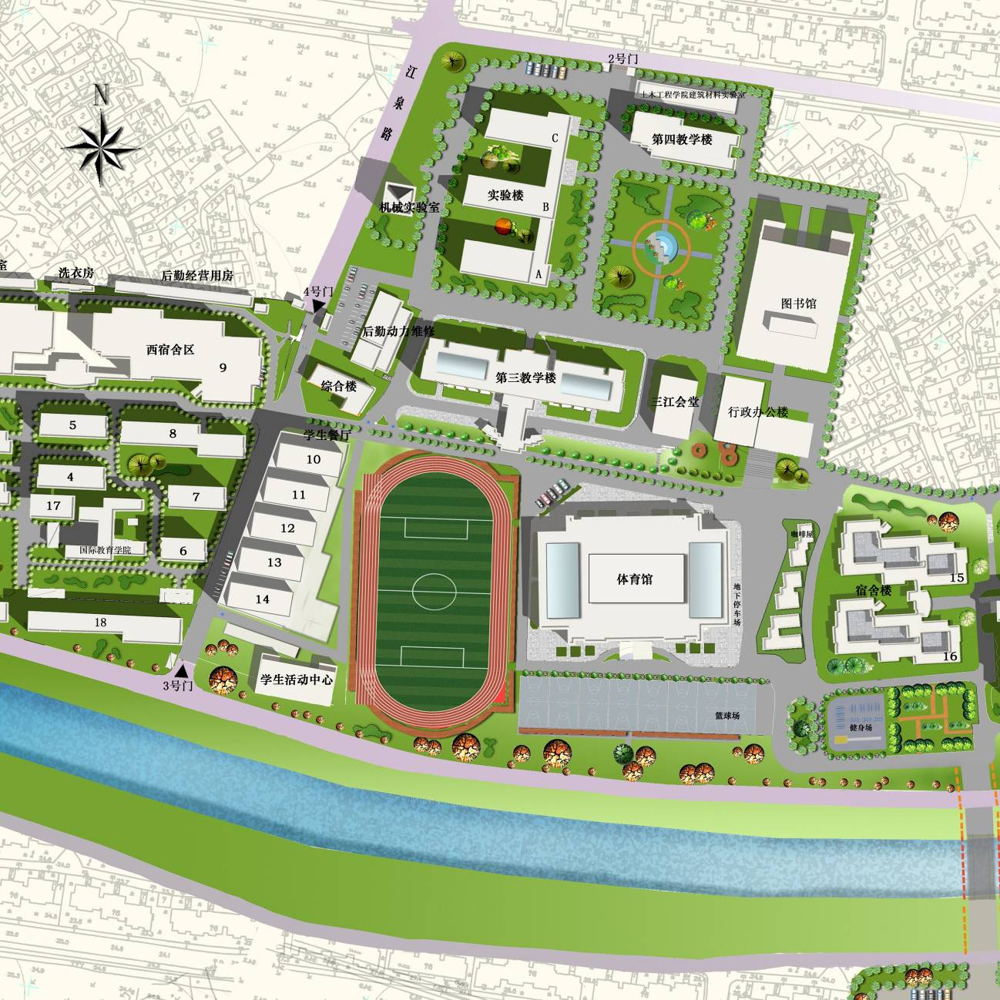 2号门
江泉路
土木工程学院建筑材料实验室
N
C
第四教学楼
实验楼
B
机械实验室
A
室
洗衣房
后勤经营用房
4号门
图书馆
后勤动力维修
西宿舍区
9
第三教学楼
综合楼
三江会堂
行政办公楼
5
8
学生餐厅
10
4
11
7
17
12
咖啡屋
国际教育学院
6
13
体育馆
15
宿舍楼
14
地下停车场
18
16
3号门
学生活动中心
篮球场
健身场